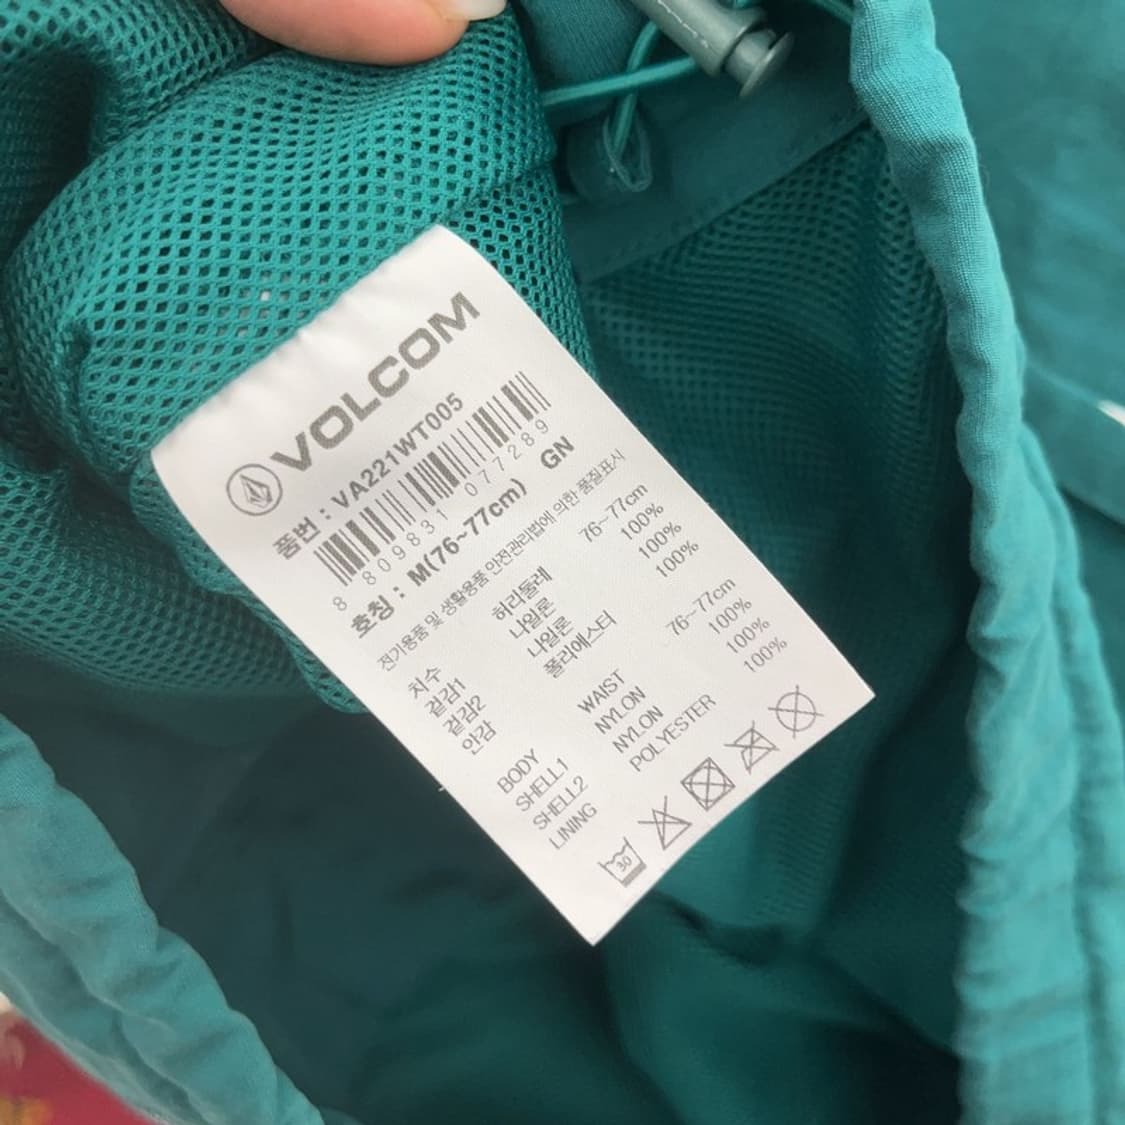 VOLCOM
품번 : VA221WT005
8 809831 077289
호칭 : M(76~77cm) GN
전기용품 및 생활용품 안전관리법에 의한 품질표시
치수 허리둘레 76~77cm
겉감1 나일론 100%
겉감2 나일론 100%
안감 폴리에스터 100%
BODY WAIST 76~77cm
SHELL1 NYLON 100%
SHELL2 NYLON 100%
LINING POLYESTER 100%
30